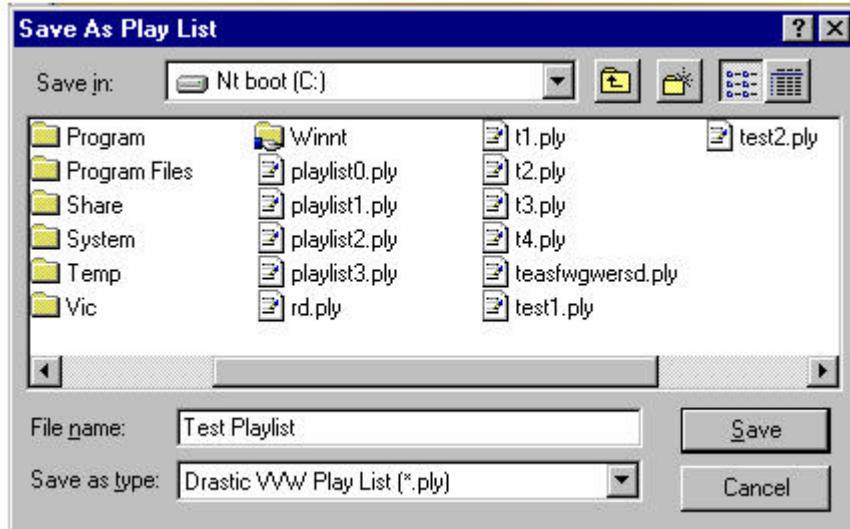 Save As Play List
Save in:
Nt boot (C:)
Program
Program Files
Share
System
Temp
Vic
Winnt
playlist0.ply
playlist1.ply
playlist2.ply
playlist3.ply
rd.ply
t1.ply
t2.ply
t3.ply
t4.ply
teasfwgwersd.ply
test1.ply
test2.ply
File name:
Test Playlist
Save
Save as type:
Drastic VVW Play List (*.ply)
Cancel